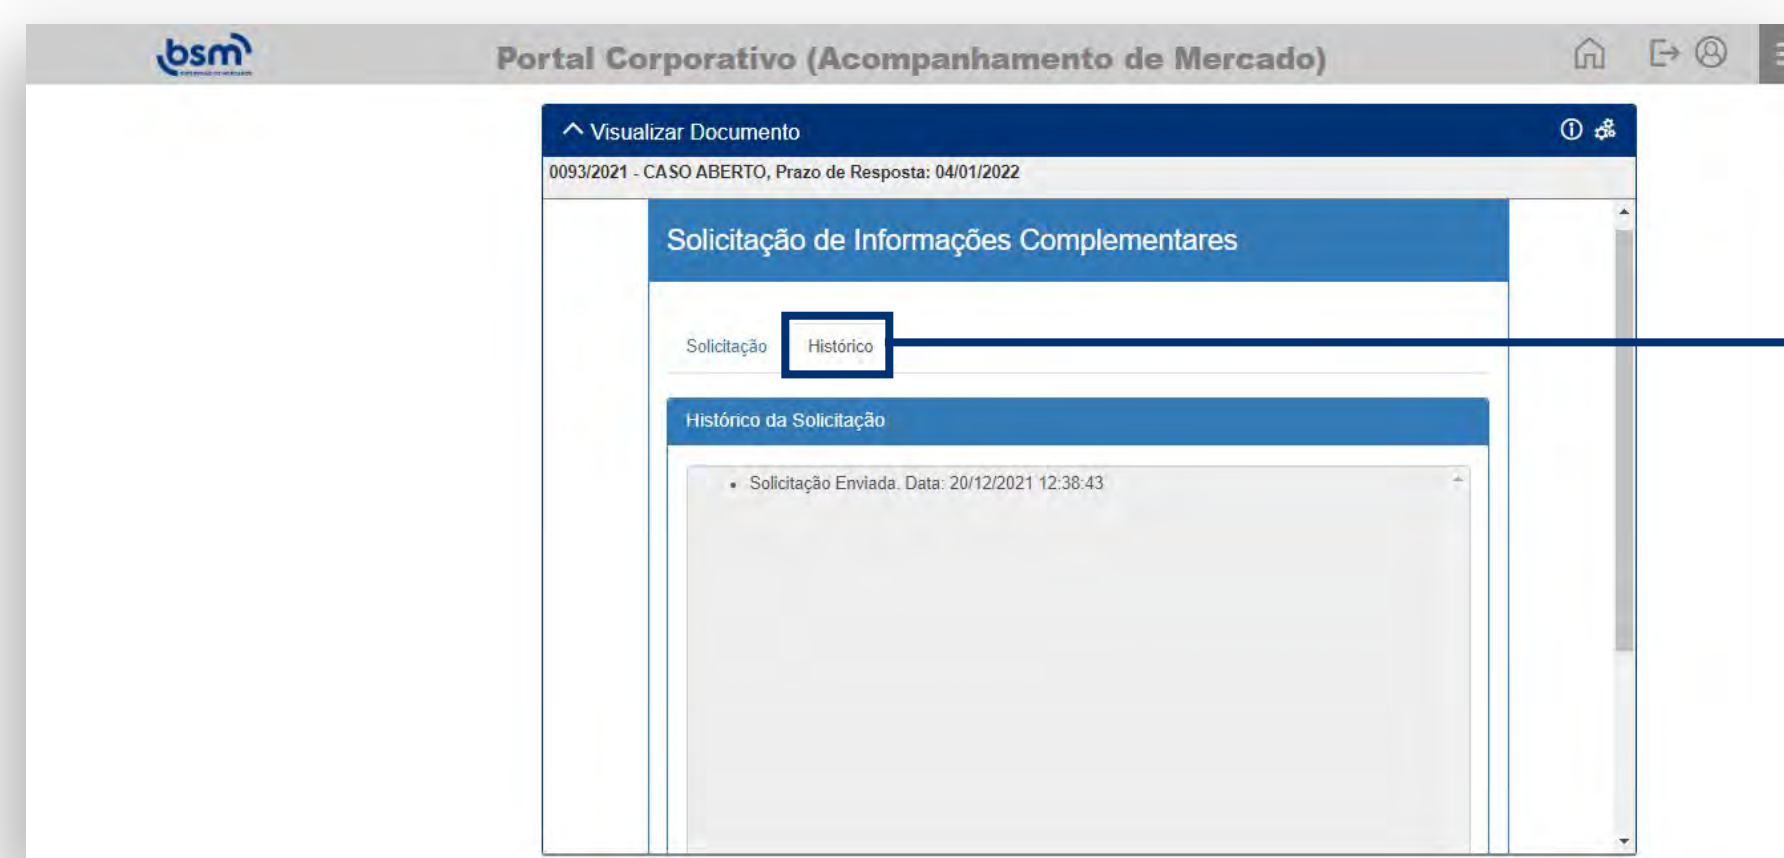 bsm
Portal Corporativo (Acompanhamento de Mercado)
Visualizar Documento
0093/2021 - CASO ABERTO, Prazo de Resposta: 04/01/2022
Solicitação de Informações Complementares
Solicitação Histórico
Histórico da Solicitação
• Solicitação Enviada. Data: 20/12/2021 12:38:43